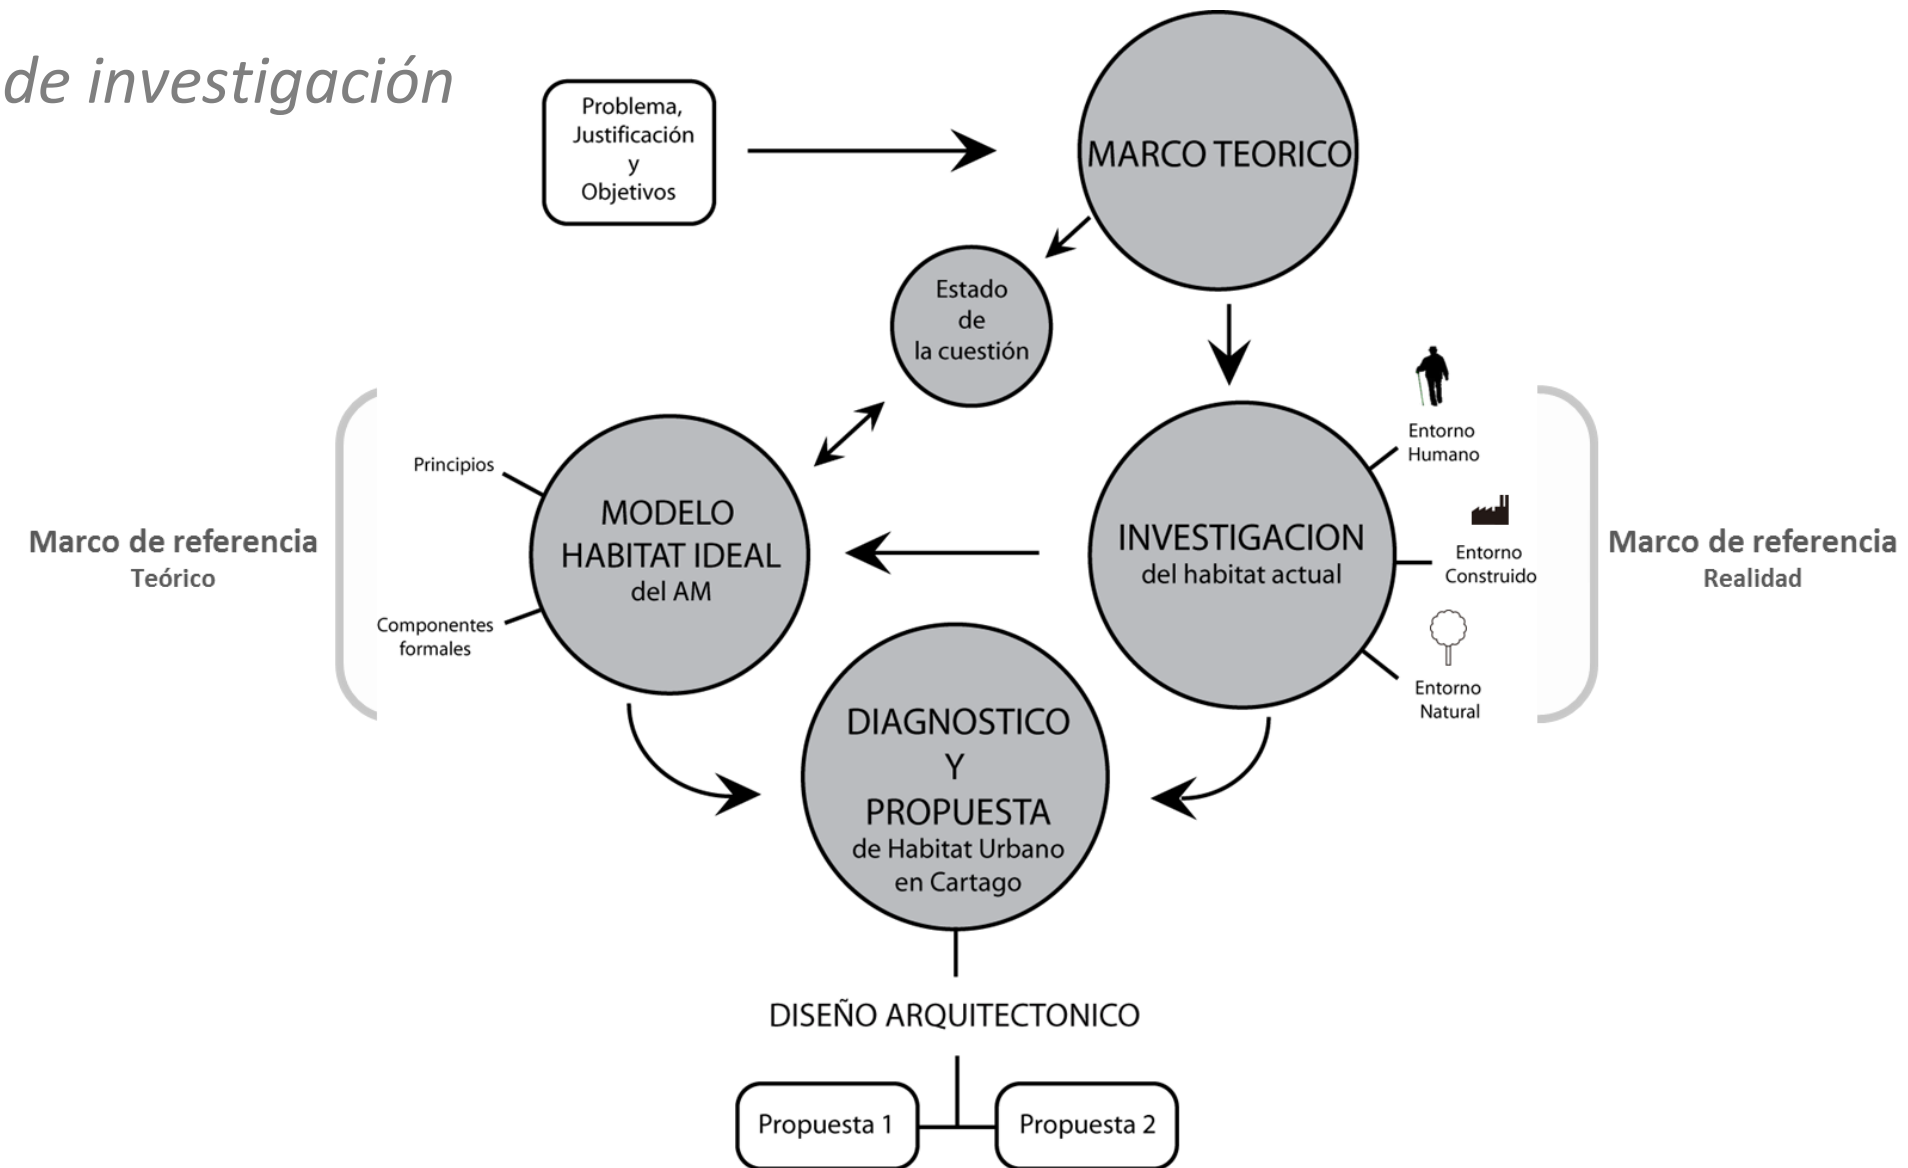 de investigación
Problema,
Justificación
y
Objetivos
MARCO TEORICO
Estado
de
la cuestión
Principios
MODELO
HABITAT IDEAL
del AM
Componentes
formales
Marco de referencia
Teórico
INVESTIGACION
del habitat actual
Entorno
Humano
Entorno
Construido
Entorno
Natural
Marco de referencia
Realidad
DIAGNOSTICO
Y
PROPUESTA
de Habitat Urbano
en Cartago
DISEÑO ARQUITECTONICO
Propuesta 1
Propuesta 2